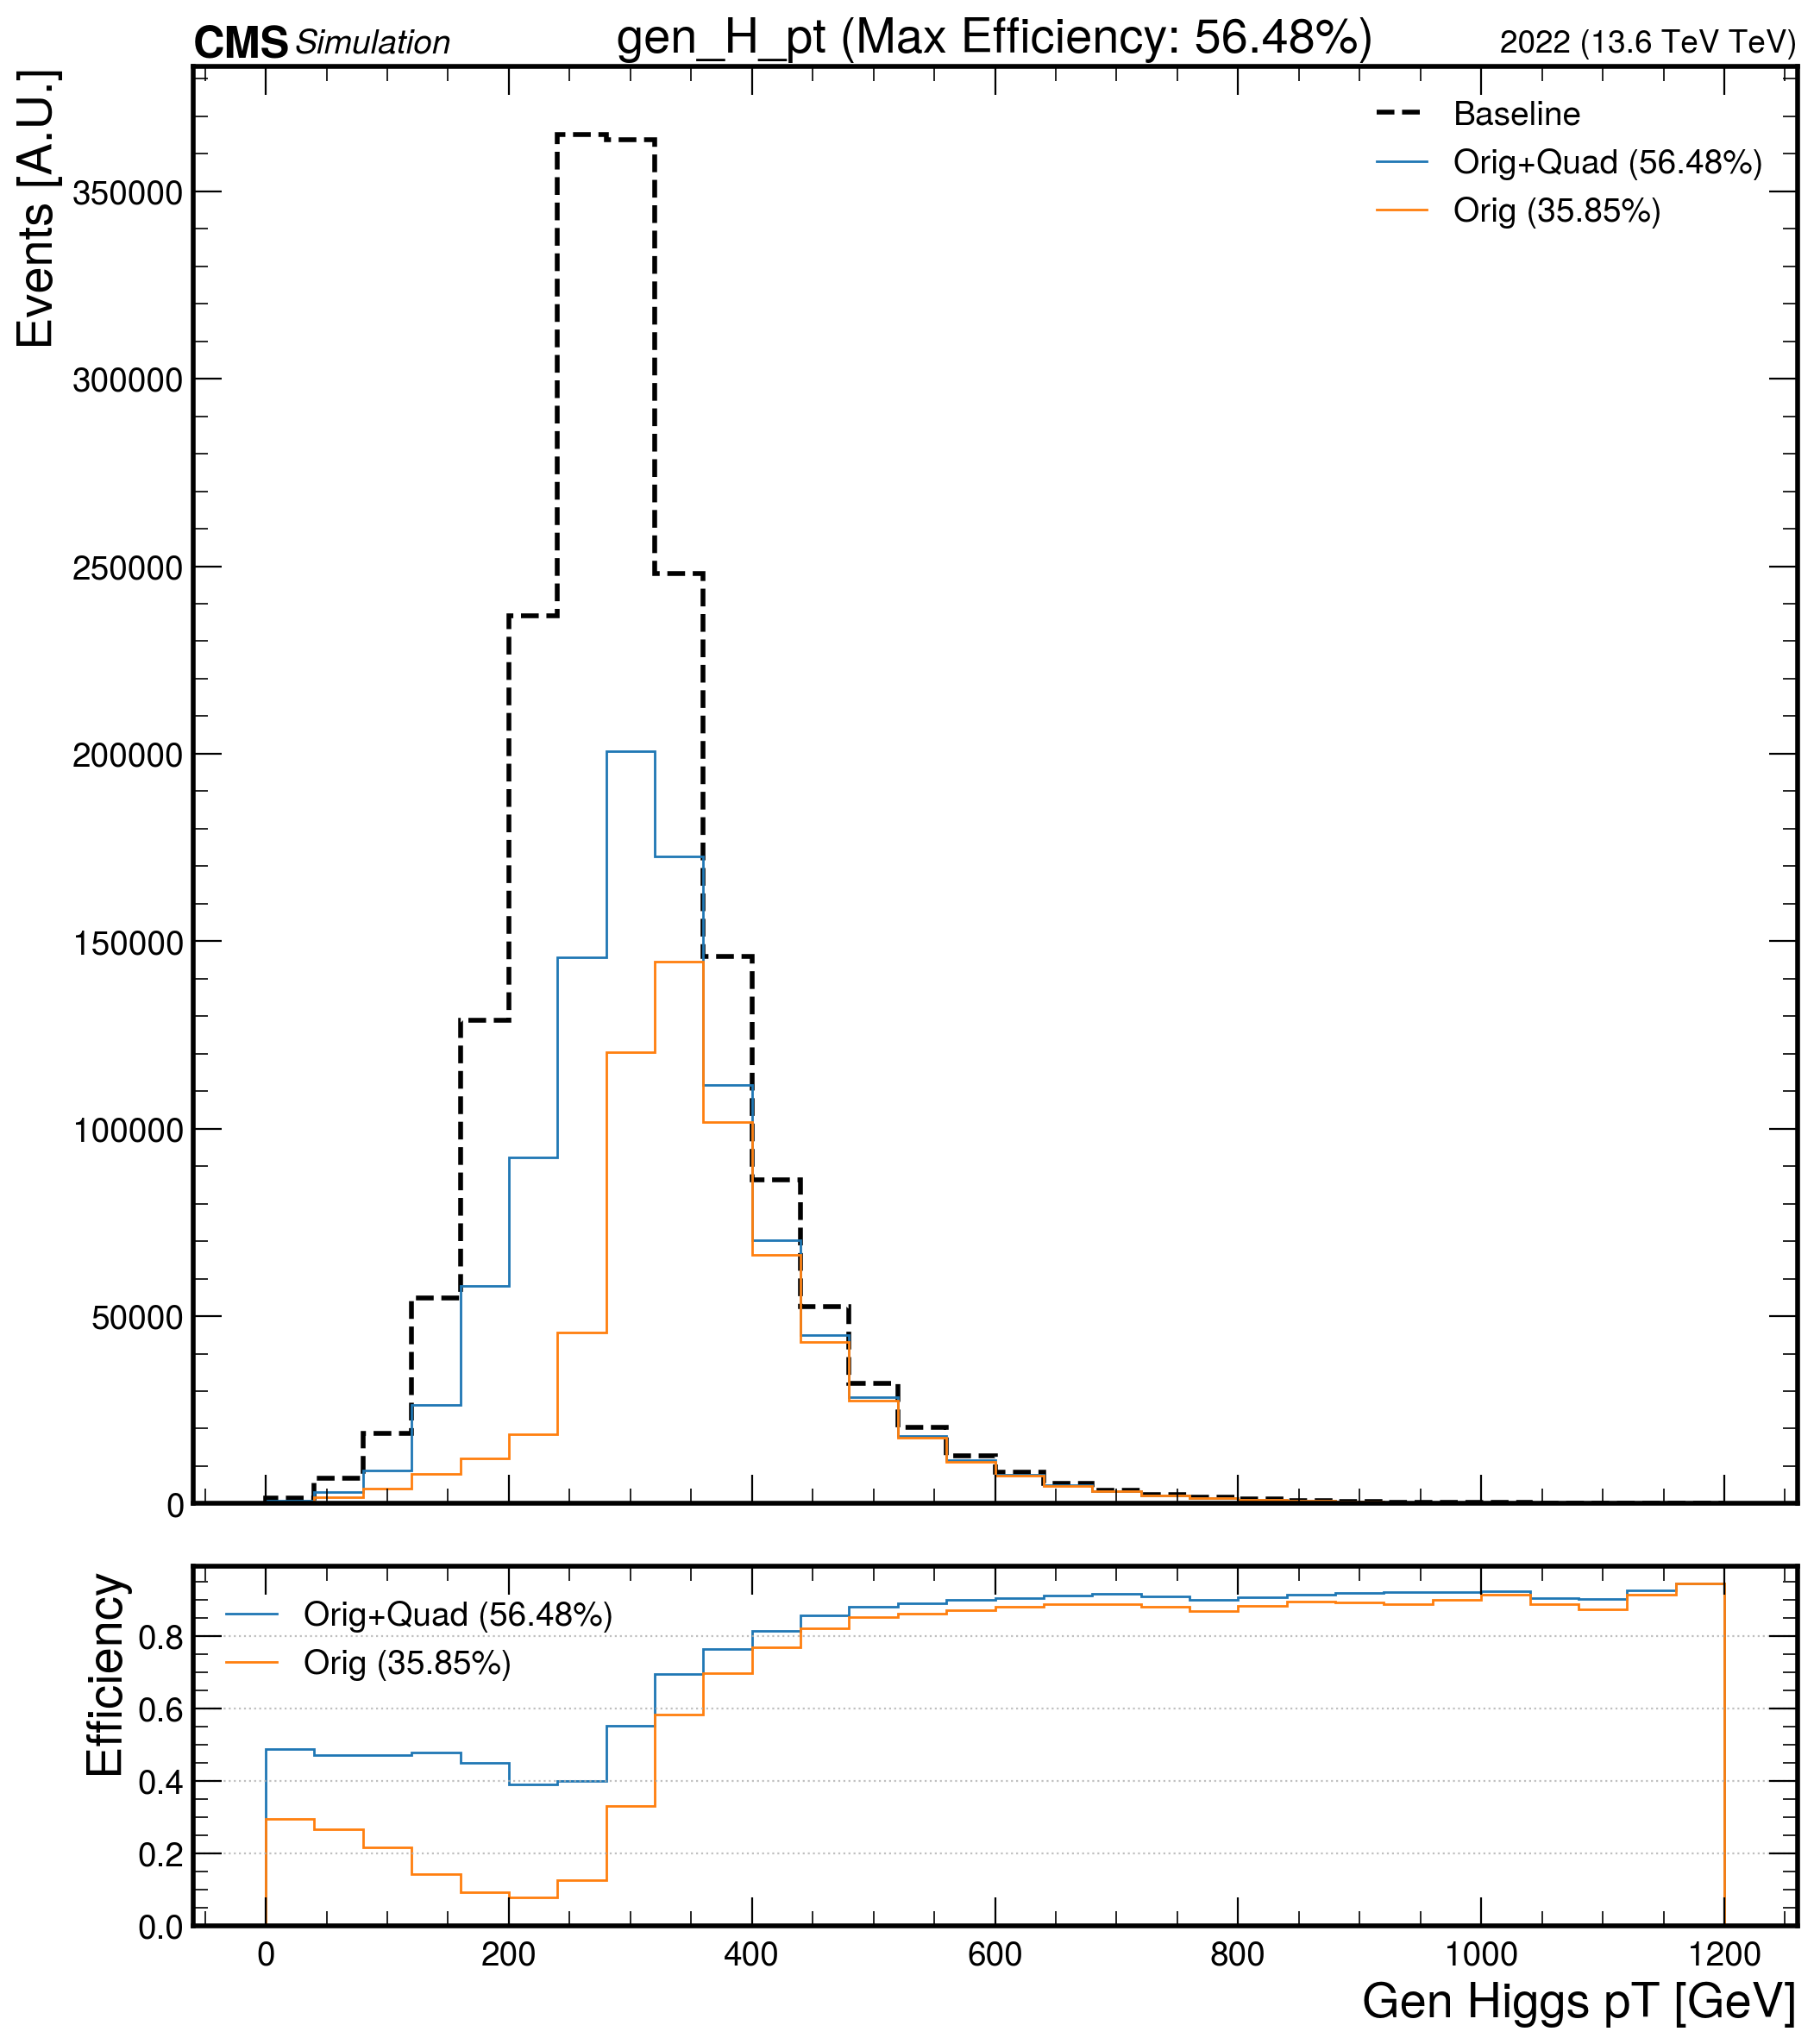 CMS Simulation gen_H_pt (Max Efficiency: 56.48%) 2022 (13.6 TeV TeV)
Events [A.U.]
Baseline
Orig+Quad (56.48%)
Orig (35.85%)
350000
300000
250000
200000
150000
100000
50000
0
Efficiency
Orig+Quad (56.48%)
Orig (35.85%)
0.8
0.6
0.4
0.2
0.0
0 200 400 600 800 1000 1200
Gen Higgs pT [GeV]